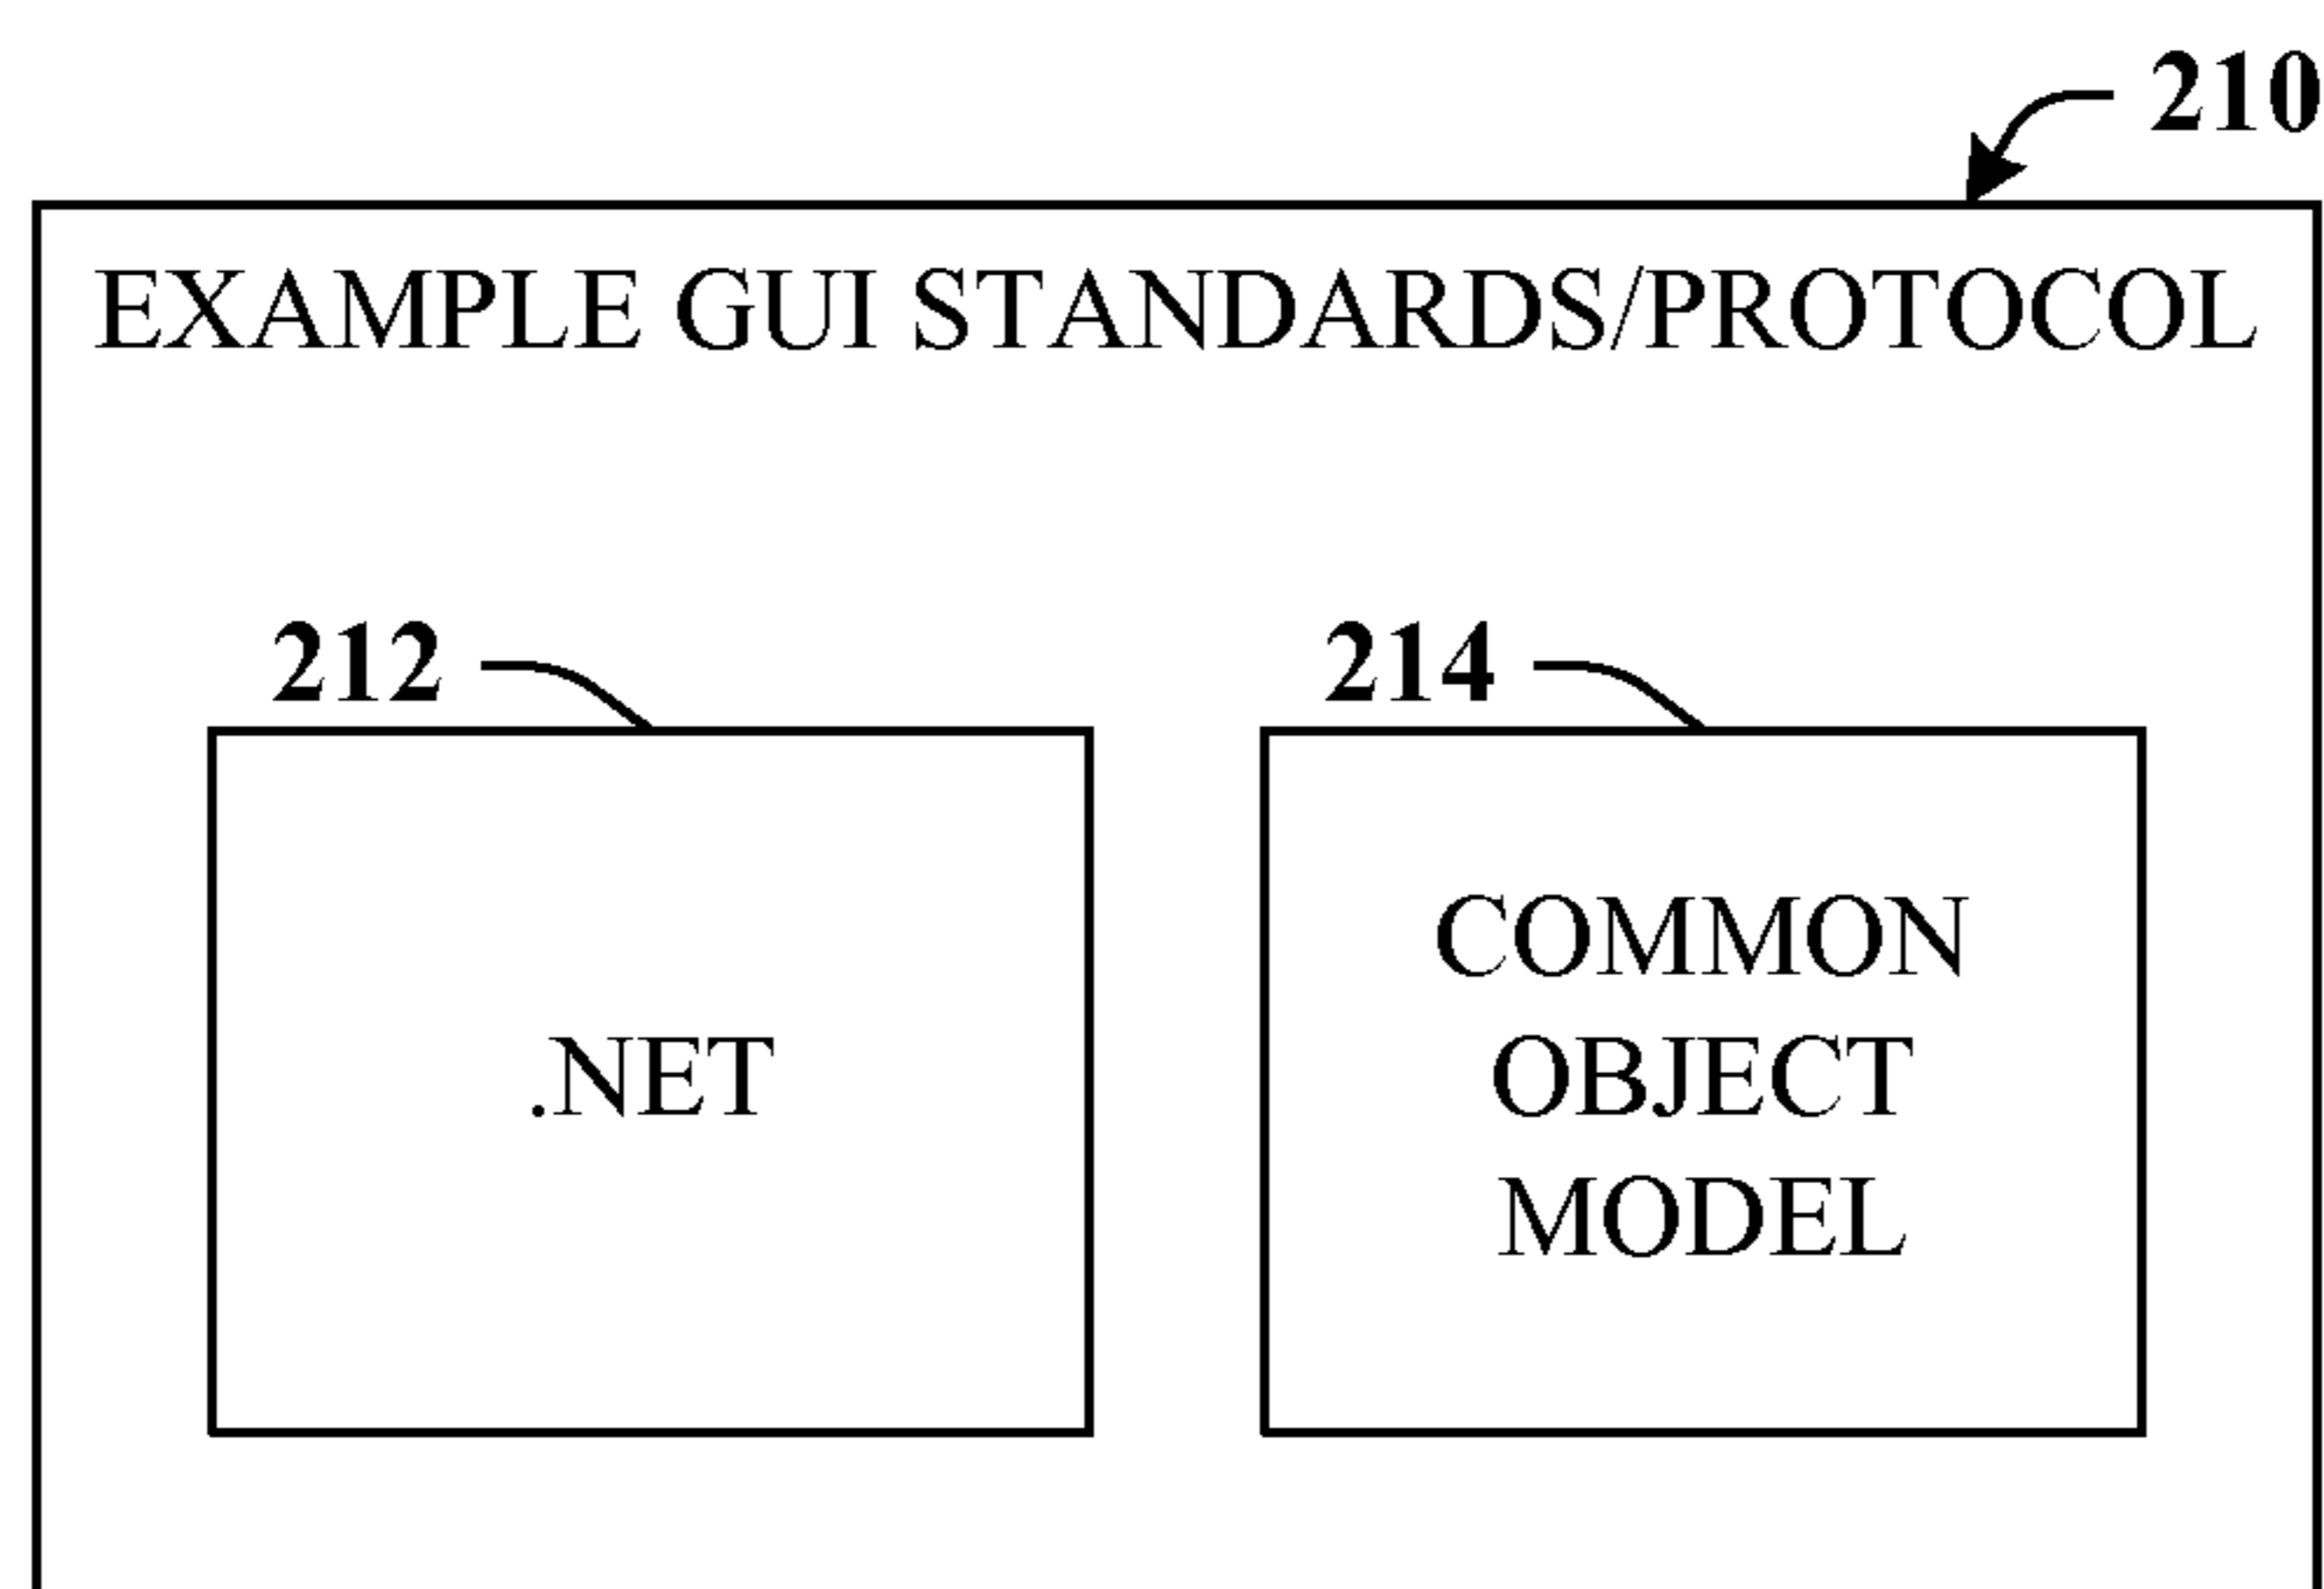 210
EXAMPLE GUI STANDARDS/PROTOCOL
212
214
.NET
COMMON
OBJECT
MODEL